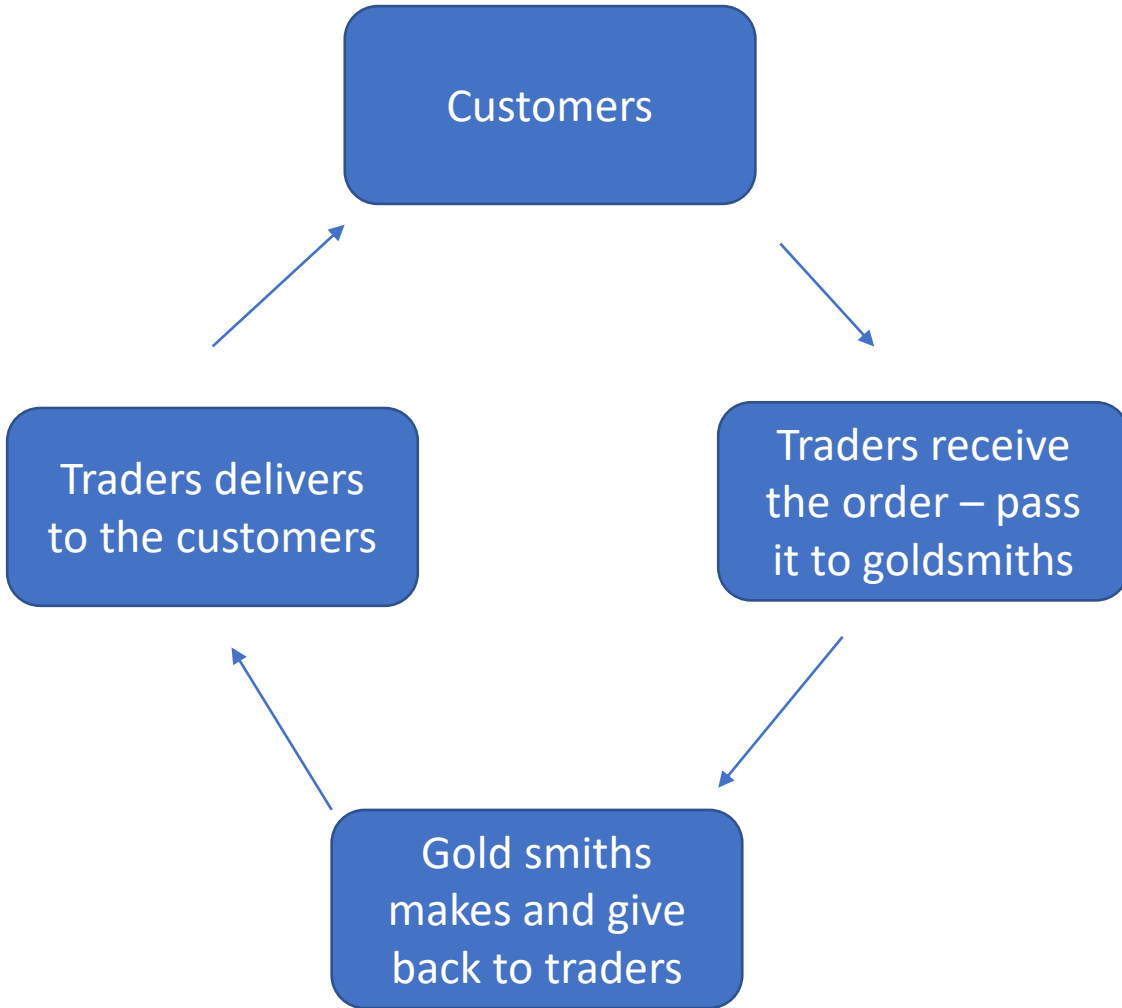 Customers
Traders receive
the order – pass
it to goldsmiths
Gold smiths
makes and give
back to traders
Traders delivers
to the customers